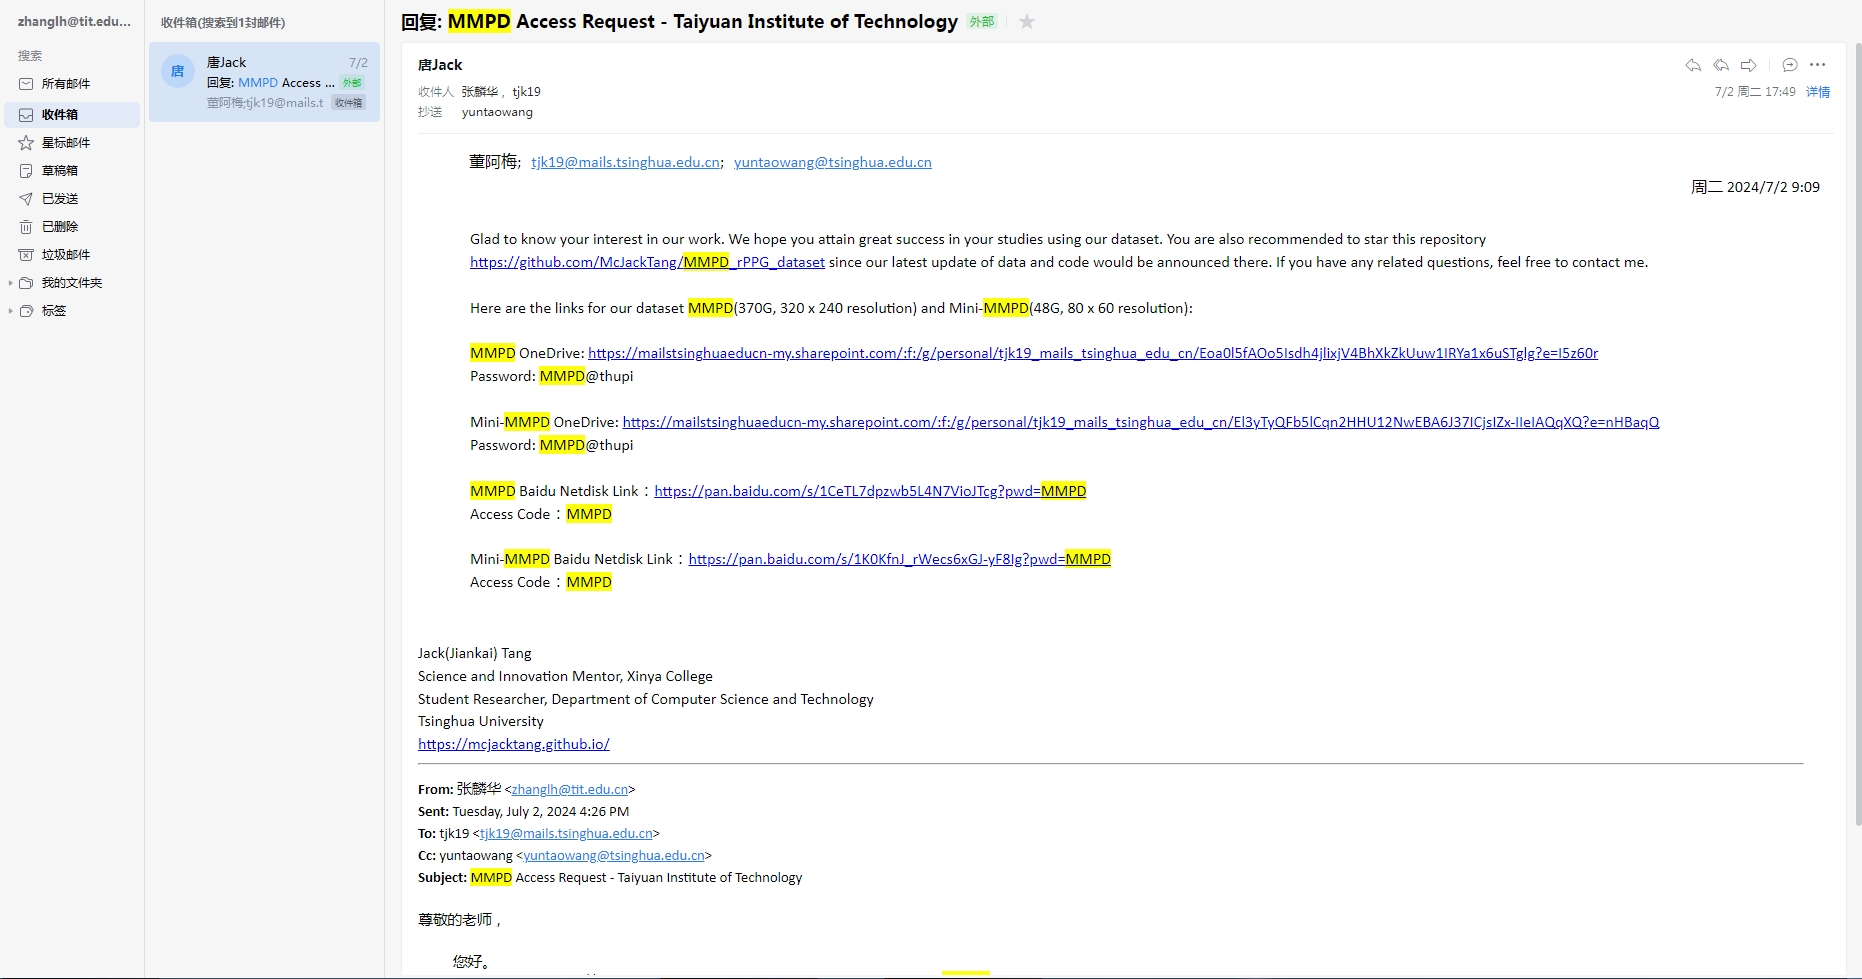 zhanglh@tit.edu...
搜索
所有邮件
收件箱
星标邮件
草稿箱
已发送
已删除
垃圾邮件
我的文件夹
标签
收件箱(搜索到1封邮件)
唐
唐Jack 7/2
回复: MMPD Access ... 外部
董阿梅;tjk19@mails.t 收件箱
回复: MMPD Access Request - Taiyuan Institute of Technology 外部
唐Jack
收件人 张麟华， tjk19
7/2 周二 17:49 详情
抄送 yuntaowang
董阿梅; tjk19@mails.tsinghua.edu.cn; yuntaowang@tsinghua.edu.cn
周二 2024/7/2 9:09
Glad to know your interest in our work. We hope you attain great success in your studies using our dataset. You are also recommended to star this repository
https://github.com/McJackTang/MMPD_rPPG_dataset since our latest update of data and code would be announced there. If you have any related questions, feel free to contact me.
Here are the links for our dataset MMPD(370G, 320 x 240 resolution) and Mini-MMPD(48G, 80 x 60 resolution):
MMPD OneDrive: https://mailstsinghuaeducn-my.sharepoint.com/:f:/g/personal/tjk19_mails_tsinghua_edu_cn/Eoa0l5fAOo5Isdh4jlixjV4BhXkZkUuw1IRYa1x6uSTglg?e=I5z60r
Password: MMPD@thupi
Mini-MMPD OneDrive: https://mailstsinghuaeducn-my.sharepoint.com/:f:/g/personal/tjk19_mails_tsinghua_edu_cn/El3yTyQFb5lCqn2HHU12NwEBA6J37ICjsIZx-IIeIAQqXQ?e=nHBaqQ
Password: MMPD@thupi
MMPD Baidu Netdisk Link：https://pan.baidu.com/s/1CeTL7dpzwb5L4N7VioJTcg?pwd=MMPD
Access Code：MMPD
Mini-MMPD Baidu Netdisk Link：https://pan.baidu.com/s/1K0KfnJ_rWecs6xGJ-yF8Ig?pwd=MMPD
Access Code：MMPD
Jack(Jiankai) Tang
Science and Innovation Mentor, Xinya College
Student Researcher, Department of Computer Science and Technology
Tsinghua University
https://mcjacktang.github.io/
From: 张麟华 <zhanglh@tit.edu.cn>
Sent: Tuesday, July 2, 2024 4:26 PM
To: tjk19 <tjk19@mails.tsinghua.edu.cn>
Cc: yuntaowang <yuntaowang@tsinghua.edu.cn>
Subject: MMPD Access Request - Taiyuan Institute of Technology
尊敬的老师，
您好。